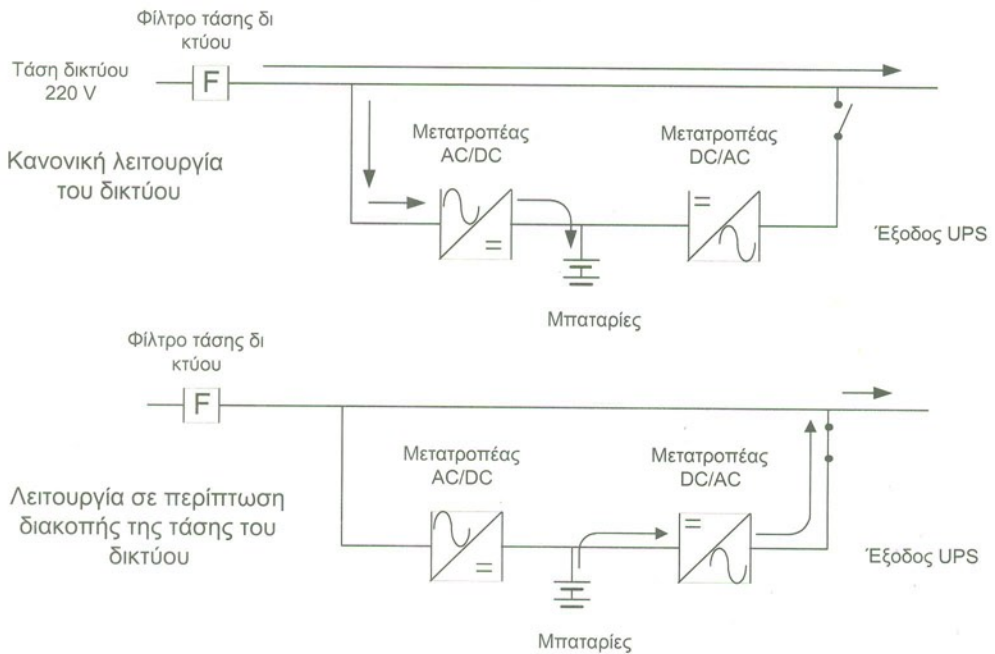 Φίλτρο τάσης δι
κτύου
Τάση δικτύου
220 V
F
Κανονική λειτουργία
του δικτύου
Μετατροπέας
AC/DC
Μετατροπέας
DC/AC
Έξοδος UPS
Μπαταρίες
Φίλτρο τάσης δι
κτύου
F
Μετατροπέας
AC/DC
Μετατροπέας
DC/AC
Λειτουργία σε περίπτωση
διακοπής της τάσης του
δικτύου
Έξοδος UPS
Μπαταρίες